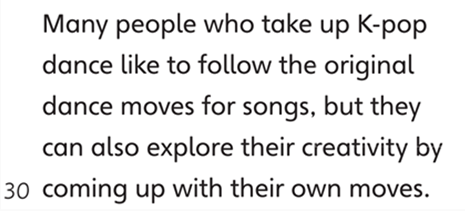 Many people who take up K-pop
dance like to follow the original
dance moves for songs, but they
can also explore their creativity by
30 coming up with their own moves.